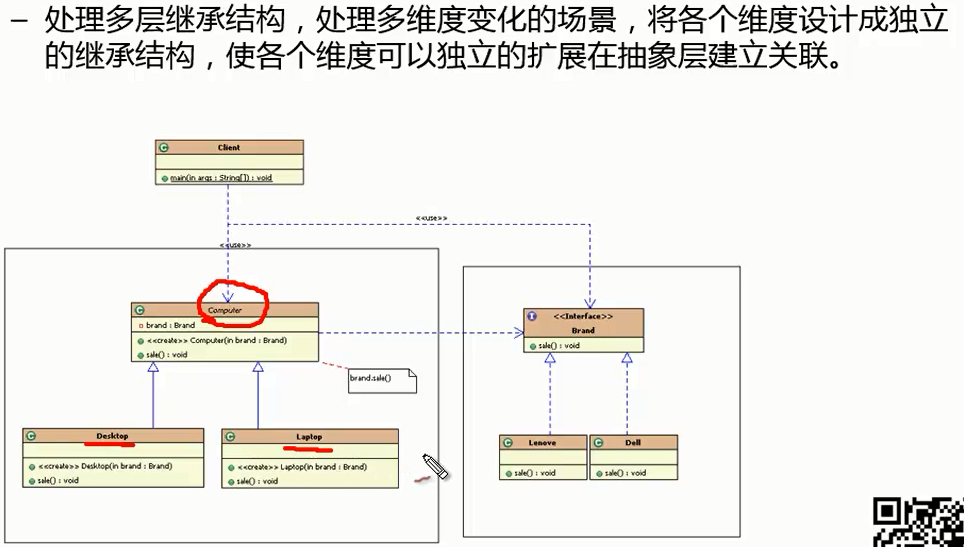 – 处理多层继承结构，处理多维度变化的场景，将各个维度设计成独立
的继承结构，使各个维度可以独立的扩展在抽象层建立关联。
Client
main(in args : String[]) : void
<<use>>
<<use>>
Computer
brand : Brand
<<create>> Computer(in brand : Brand)
sale() : void
brand.sale()
<<Interface>>
Brand
sale() : void
Desktop
<<create>> Desktop(in brand : Brand)
sale() : void
Laptop
<<create>> Laptop(in brand : Brand)
sale() : void
Lenove
sale() : void
Dell
sale() : void